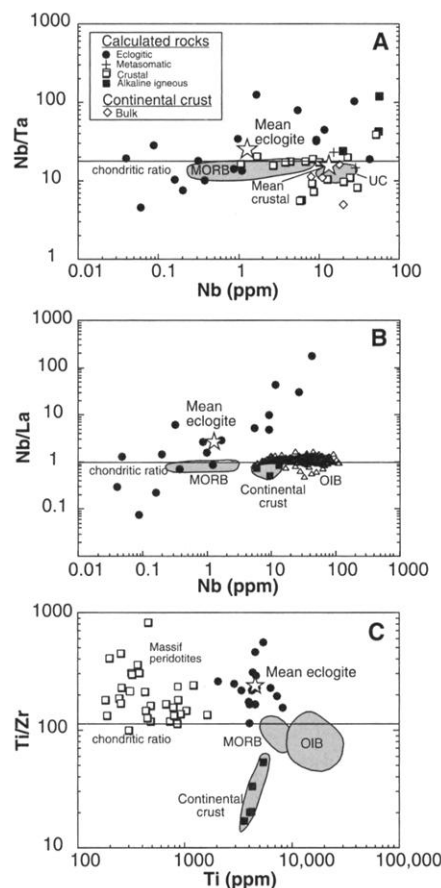 A
Calculated rocks
Eclogitic
Metasomatic
Crustal
Alkaline igneous
Continental crust
Bulk
1000
100
10
1
Nb/Ta
Mean
eclogite
chondritic ratio
MORB
Mean
crustal
UC
0.01
0.1
1
10
100
Nb (ppm)
B
1000
100
10
1
0.1
Nb/La
Mean
eclogite
chondritic ratio
MORB
Continental
crust
OIB
0.01
0.1
1
10
100
1000
Nb (ppm)
C
1000
100
10
Ti/Zr
Massif
peridotites
Mean eclogite
chondritic ratio
MORB
OIB
Continental
crust
100
1000
10,000
100,000
Ti (ppm)